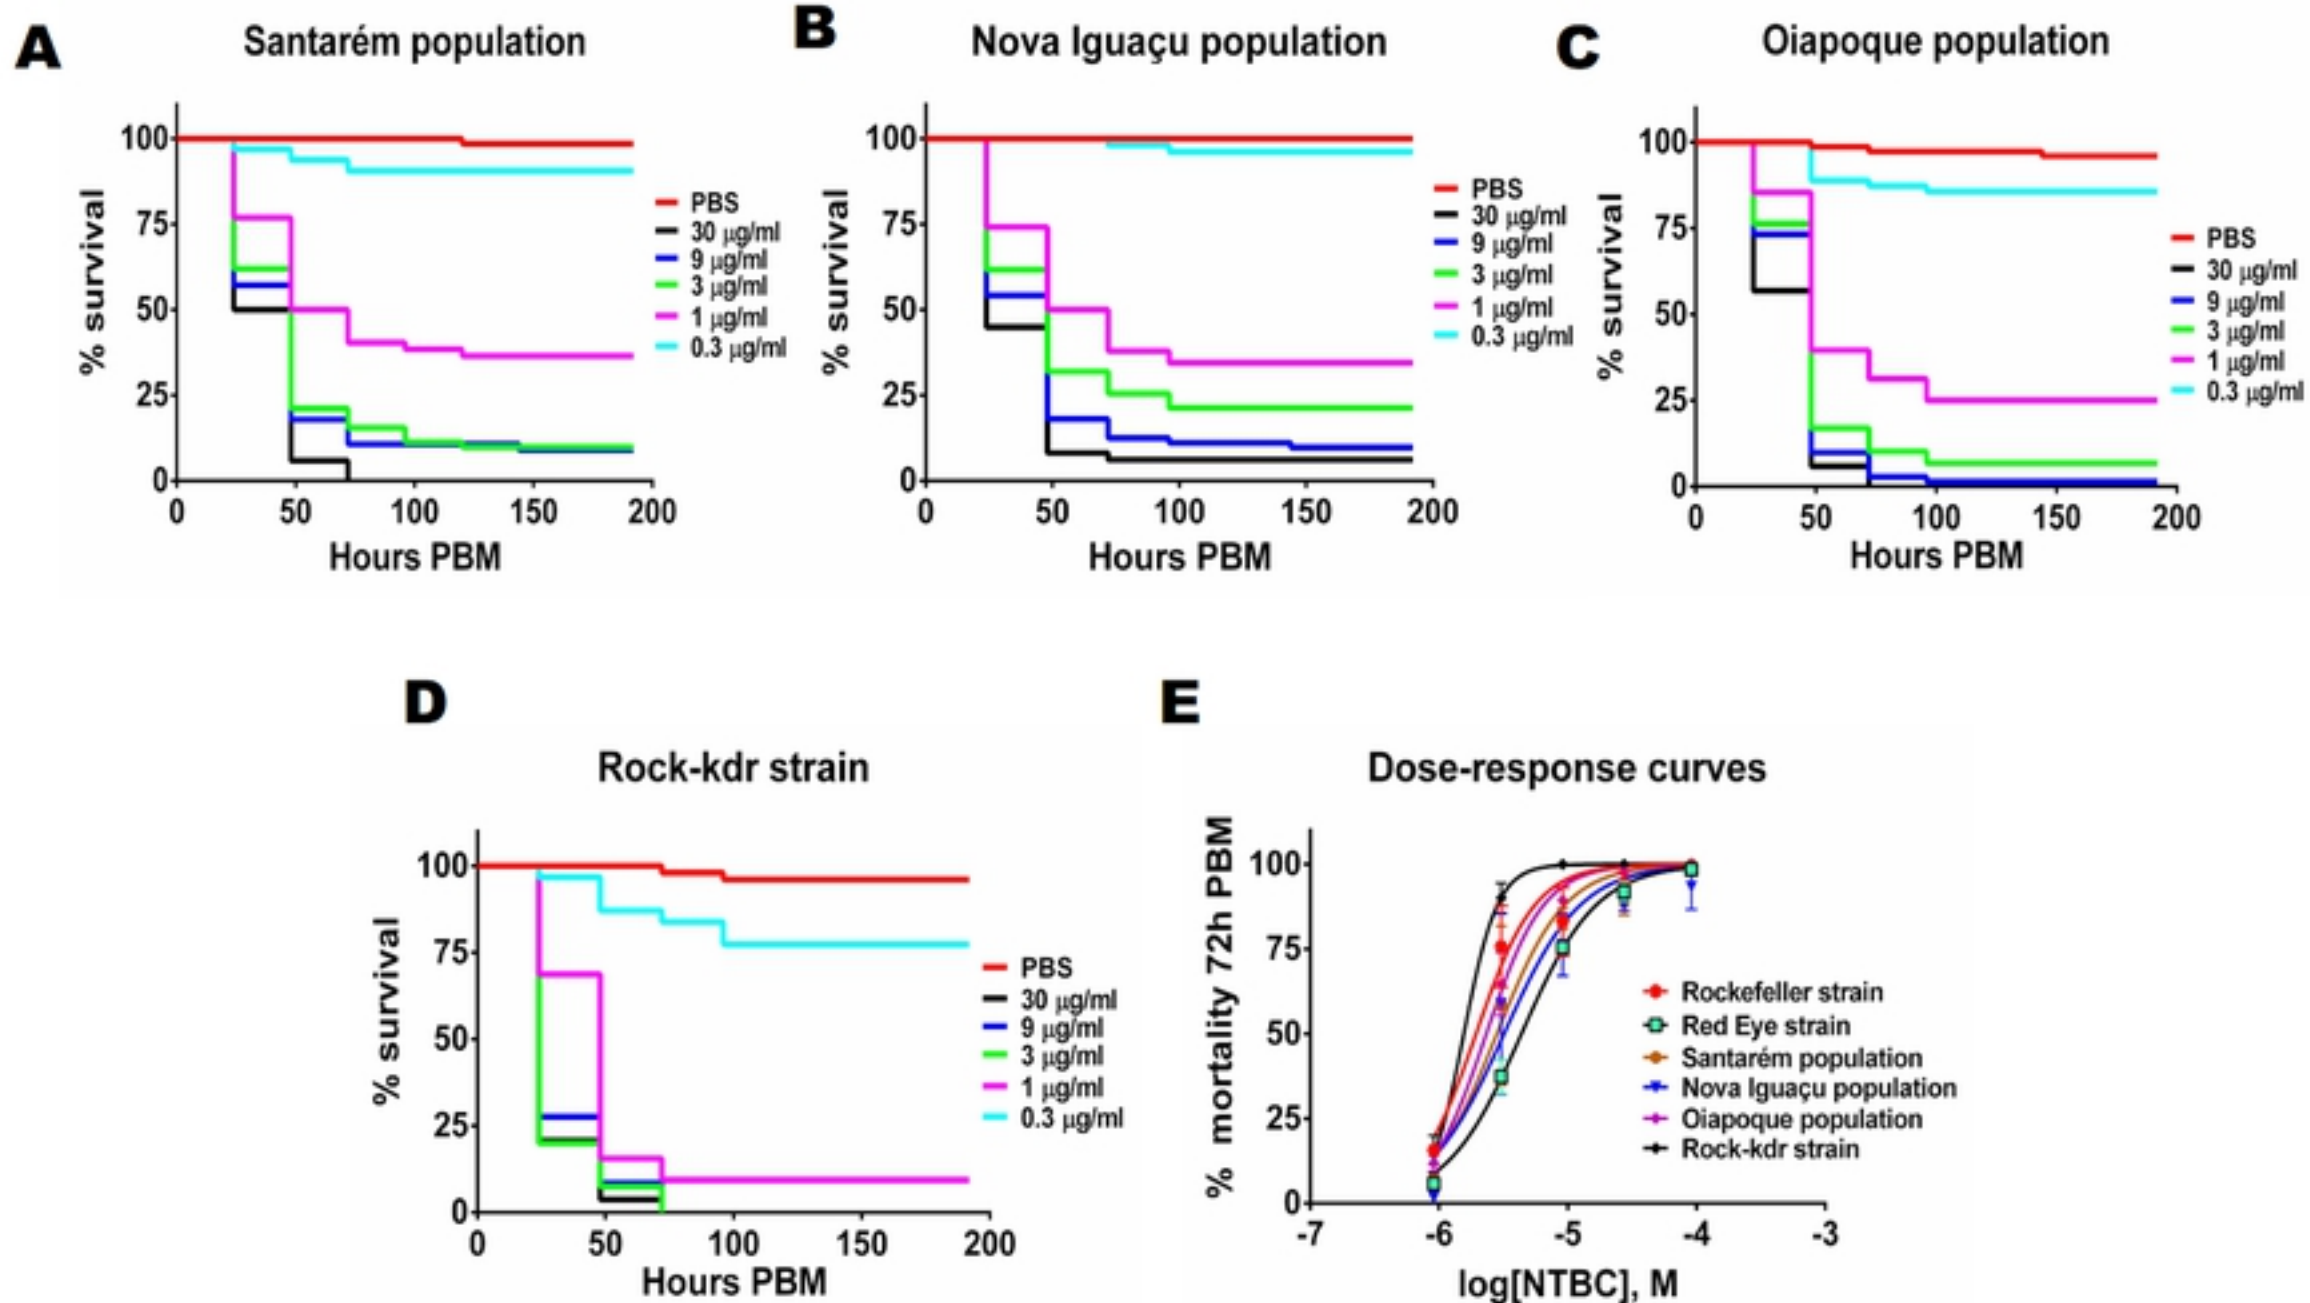 A
Santarém population
% survival
100
75
50
25
0
0 50 100 150 200
Hours PBM
PBS
30 µg/ml
9 µg/ml
3 µg/ml
1 µg/ml
0.3 µg/ml
B
Nova Iguaçu population
% survival
100
75
50
25
0
0 50 100 150 200
Hours PBM
PBS
30 µg/ml
9 µg/ml
3 µg/ml
1 µg/ml
0.3 µg/ml
C
Oiapoque population
% survival
100
75
50
25
0
0 50 100 150 200
Hours PBM
PBS
30 µg/ml
9 µg/ml
3 µg/ml
1 µg/ml
0.3 µg/ml
D
Rock-kdr strain
% survival
100
75
50
25
0
0 50 100 150 200
Hours PBM
PBS
30 µg/ml
9 µg/ml
3 µg/ml
1 µg/ml
0.3 µg/ml
E
Dose-response curves
% mortality 72h PBM
100
75
50
25
0
-7 -6 -5 -4 -3
log[NTBC], M
Rockefeller strain
Red Eye strain
Santarém population
Nova Iguaçu population
Oiapoque population
Rock-kdr strain